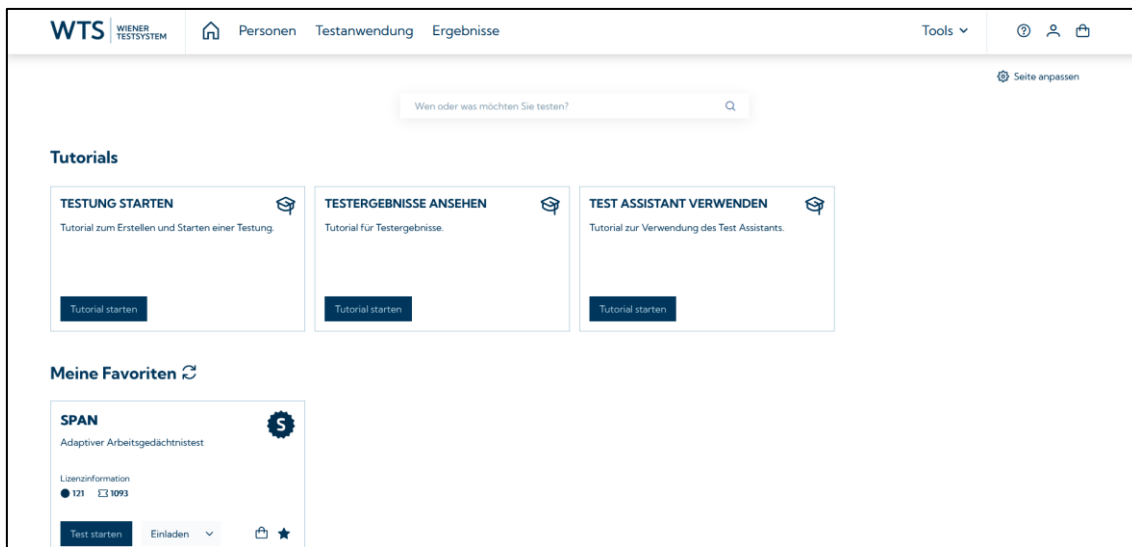 WTS WIENER TESTSYSTEM
Personen Testanwendung Ergebnisse Tools
Seite anpassen
Wen oder was möchten Sie testen?
Tutorials
TESTUNG STARTEN
Tutorial zum Erstellen und Starten einer Testung.
Tutorial starten
TESTERGEBNISSE ANSEHEN
Tutorial für Testergebnisse.
Tutorial starten
TEST ASSISTANT VERWENDEN
Tutorial zur Verwendung des Test Assistants.
Tutorial starten
Meine Favoriten
SPAN
S
Adaptiver Arbeitsgedächtnistest
Lizenzinformation
121 1093
Test starten Einladen